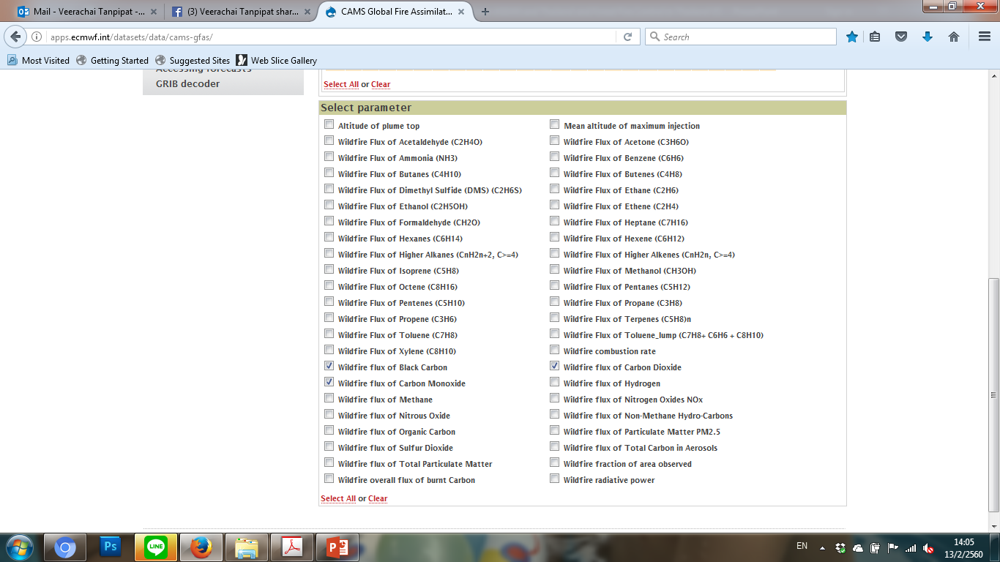 Mail - Veerachai Tanpipat -...
(3) Veerachai Tanpipat shar...
CAMS Global Fire Assimilat...
apps.ecmwf.int/datasets/data/cams-gfas/
Search
Most Visited
Getting Started
Suggested Sites
Web Slice Gallery
Accessing forecasts
GRIB decoder
Select All or Clear
Select parameter
Altitude of plume top
Mean altitude of maximum injection
Wildfire Flux of Acetaldehyde (C2H4O)
Wildfire Flux of Acetone (C3H6O)
Wildfire Flux of Ammonia (NH3)
Wildfire Flux of Benzene (C6H6)
Wildfire Flux of Butanes (C4H10)
Wildfire Flux of Butenes (C4H8)
Wildfire Flux of Dimethyl Sulfide (DMS) (C2H6S)
Wildfire Flux of Ethane (C2H6)
Wildfire Flux of Ethanol (C2H5OH)
Wildfire Flux of Ethene (C2H4)
Wildfire Flux of Formaldehyde (CH2O)
Wildfire Flux of Heptane (C7H16)
Wildfire Flux of Hexanes (C6H14)
Wildfire Flux of Hexene (C6H12)
Wildfire Flux of Higher Alkanes (CnH2n+2, C>=4)
Wildfire Flux of Higher Alkenes (CnH2n, C>=4)
Wildfire Flux of Isoprene (C5H8)
Wildfire Flux of Methanol (CH3OH)
Wildfire Flux of Octene (C8H16)
Wildfire Flux of Pentanes (C5H12)
Wildfire Flux of Pentenes (C5H10)
Wildfire Flux of Propane (C3H8)
Wildfire Flux of Propene (C3H6)
Wildfire Flux of Terpenes (C5H8)n
Wildfire Flux of Toluene (C7H8)
Wildfire Flux of Toluene_lump (C7H8+ C6H6 + C8H10)
Wildfire Flux of Xylene (C8H10)
Wildfire combustion rate
Wildfire flux of Black Carbon
Wildfire flux of Carbon Dioxide
Wildfire flux of Carbon Monoxide
Wildfire flux of Hydrogen
Wildfire flux of Methane
Wildfire flux of Nitrogen Oxides NOx
Wildfire flux of Nitrous Oxide
Wildfire flux of Non-Methane Hydro-Carbons
Wildfire flux of Organic Carbon
Wildfire flux of Particulate Matter PM2.5
Wildfire flux of Sulfur Dioxide
Wildfire flux of Total Carbon in Aerosols
Wildfire flux of Total Particulate Matter
Wildfire fraction of area observed
Wildfire overall flux of burnt Carbon
Wildfire radiative power
Select All or Clear
Ps
LINE
EN
14:05
13/2/2560